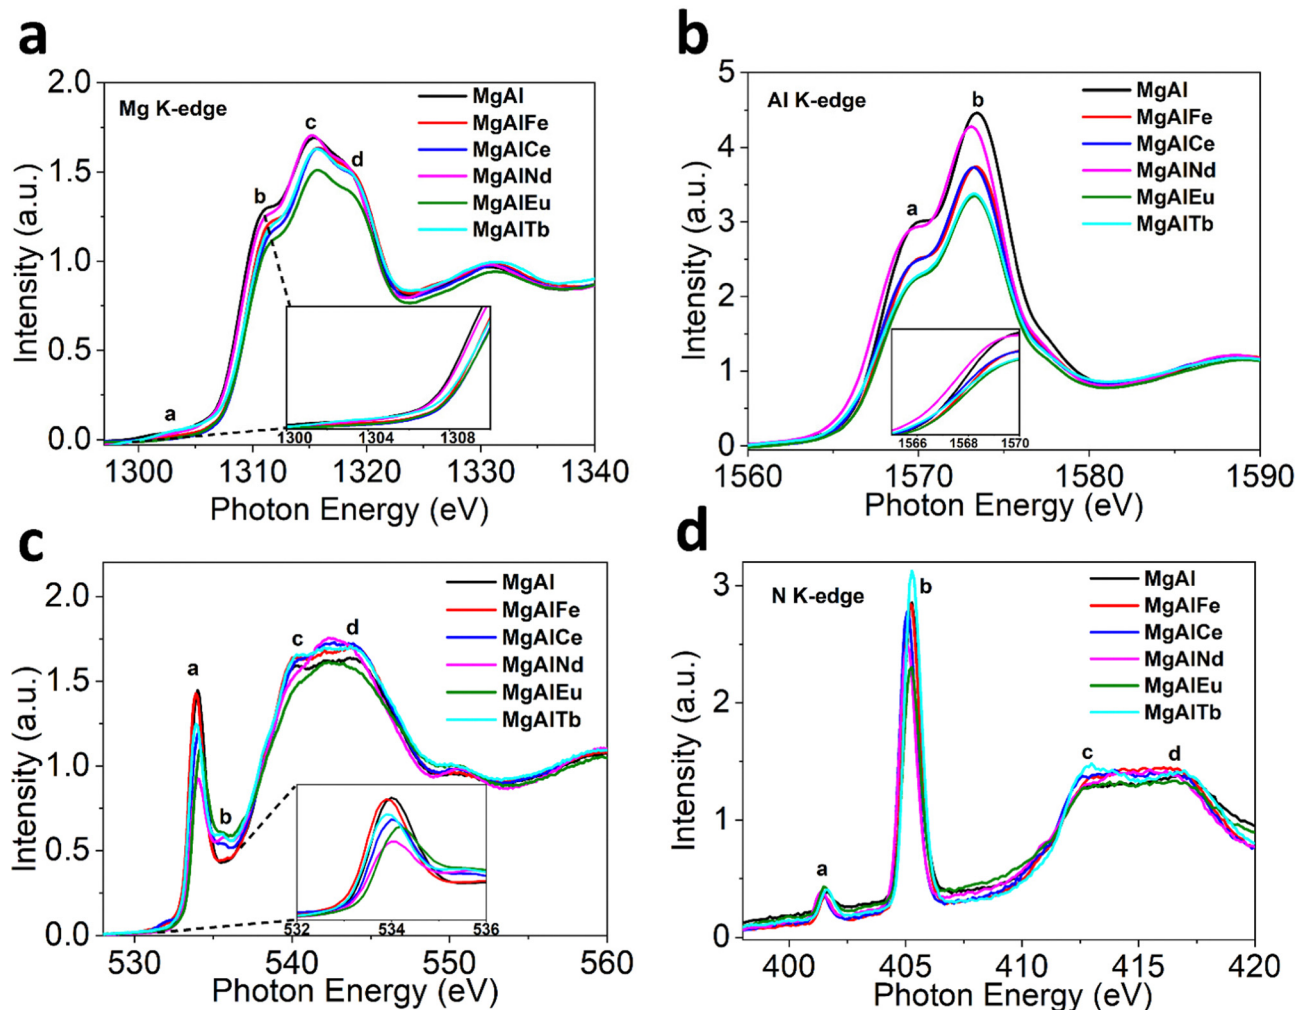 a
Mg K-edge
MgAl
MgAlFe
MgAlCe
MgAlNd
MgAlEu
MgAlTb
a
b
c
d
2.0
1.5
1.0
0.5
0.0
1300 1304 1308
1300 1310 1320 1330 1340
Intensity (a.u.)
Photon Energy (eV)
b
Al K-edge
MgAl
MgAlFe
MgAlCe
MgAlNd
MgAlEu
MgAlTb
a
b
5
4
3
2
1
0
1566 1568 1570
1560 1570 1580 1590
Intensity (a.u.)
Photon Energy (eV)
c
MgAl
MgAlFe
MgAlCe
MgAlNd
MgAlEu
MgAlTb
a
b
c
d
2.0
1.5
1.0
0.5
0.0
532 534 536
530 540 550 560
Intensity (a.u.)
Photon Energy (eV)
d
N K-edge
MgAl
MgAlFe
MgAlCe
MgAlNd
MgAlEu
MgAlTb
a
b
c
d
3
2
1
0
400 405 410 415 420
Intensity (a.u.)
Photon Energy (eV)